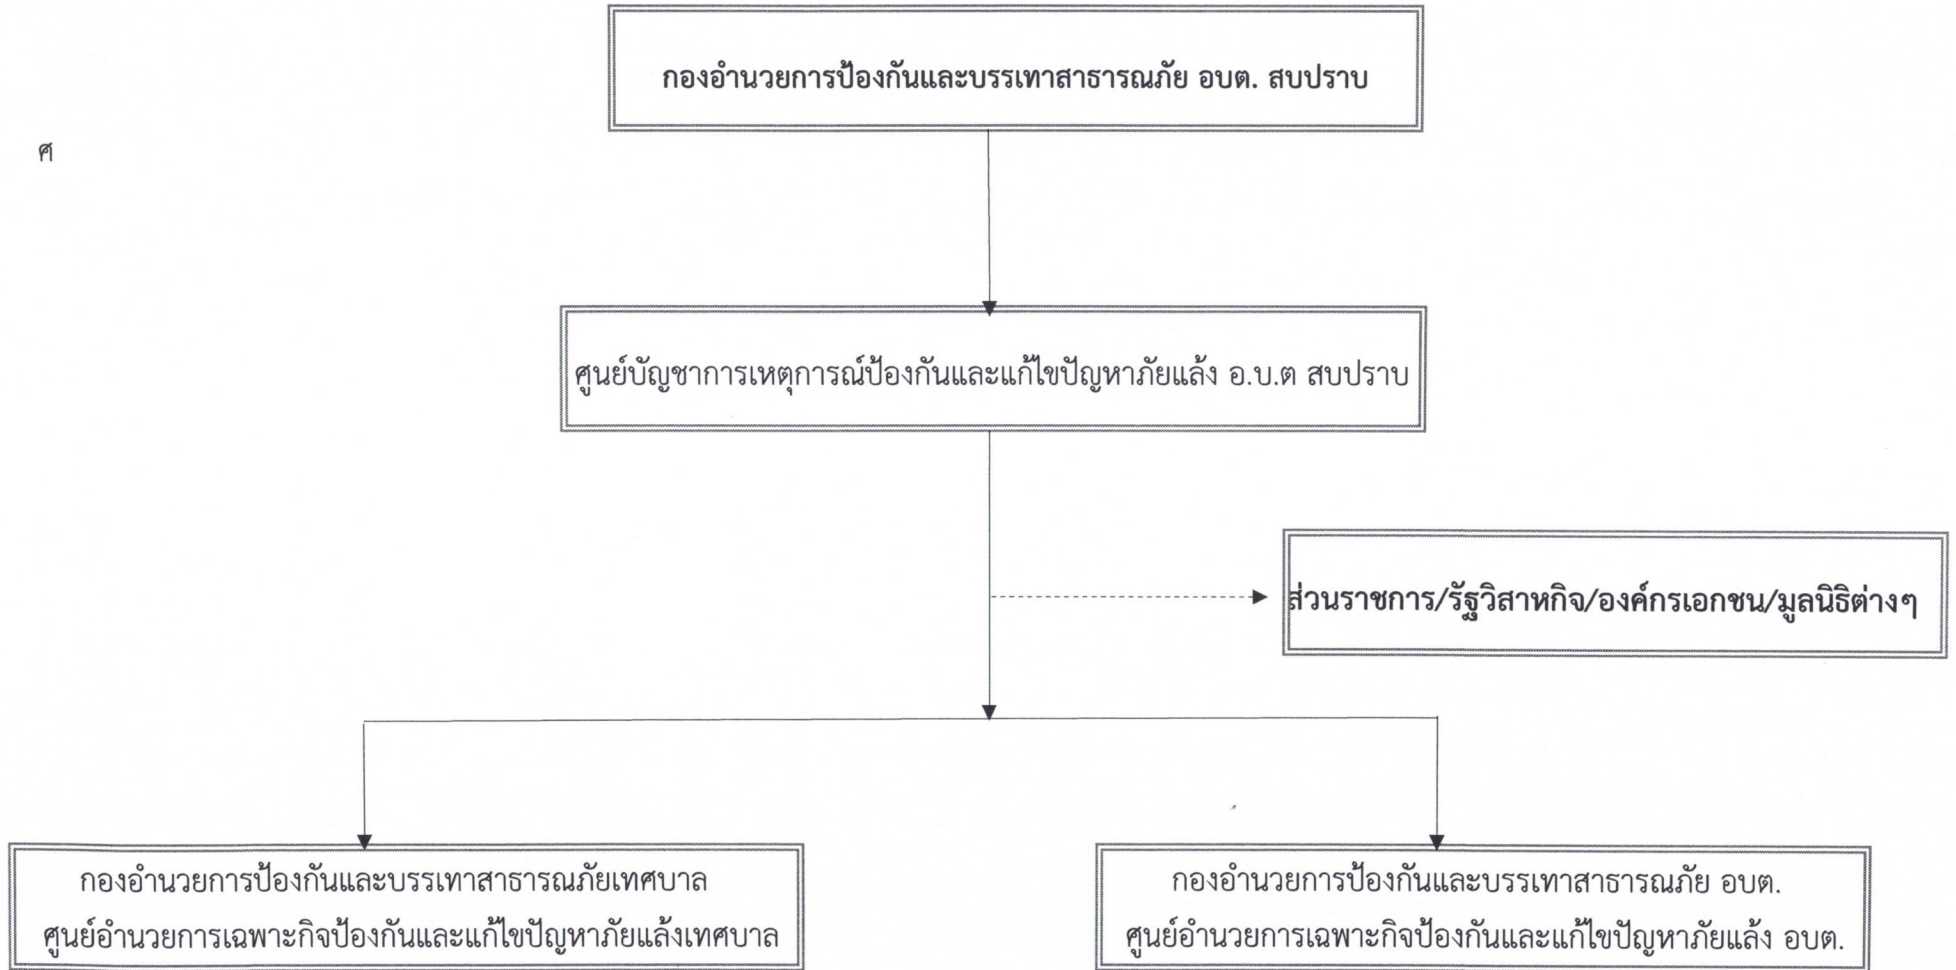 กองอำนวยการป้องกันและบรรเทาสาธารณภัย อบต. สบปราบ
ศ
ศูนย์บัญชาการเหตุการณ์ป้องกันและแก้ไขปัญหาภัยแล้ง อ.บ.ต สบปราบ
ส่วนราชการ/รัฐวิสาหกิจ/องค์กรเอกชน/มูลนิธิต่างๆ
กองอำนวยการป้องกันและบรรเทาสาธารณภัยเทศบาล
ศูนย์อำนวยการเฉพาะกิจป้องกันและแก้ไขปัญหาภัยแล้งเทศบาล
กองอำนวยการป้องกันและบรรเทาสาธารณภัย อบต.
ศูนย์อำนวยการเฉพาะกิจป้องกันและแก้ไขปัญหาภัยแล้ง อบต.